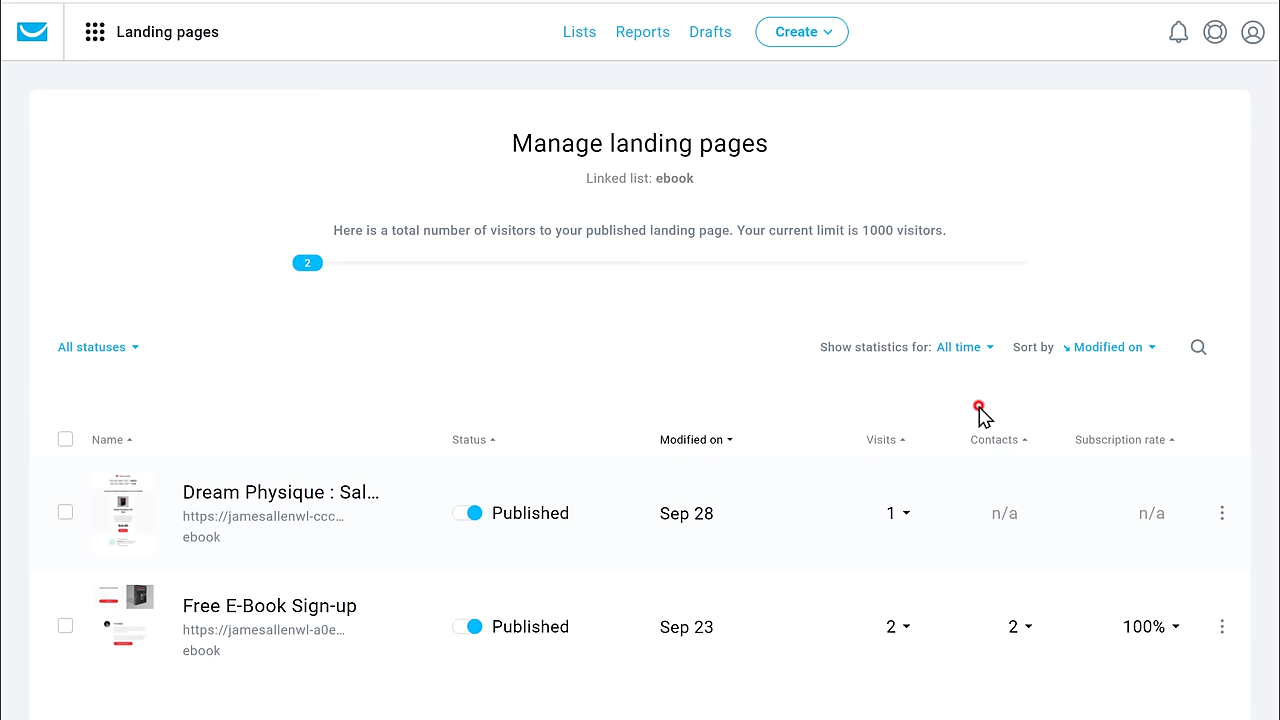 Landing pages
Lists Reports Drafts Create
Manage landing pages
Linked list: ebook
Here is a total number of visitors to your published landing page. Your current limit is 1000 visitors.
2
All statuses Show statistics for: All time Sort by Modified on
Name Status Modified on Visits Contacts Subscription rate
Dream Physique : Sal...
https://jamesallenwl-ccc...
ebook
Published Sep 28 1 n/a n/a
Free E-Book Sign-up
https://jamesallenwl-a0e...
ebook
Published Sep 23 2 2 100%